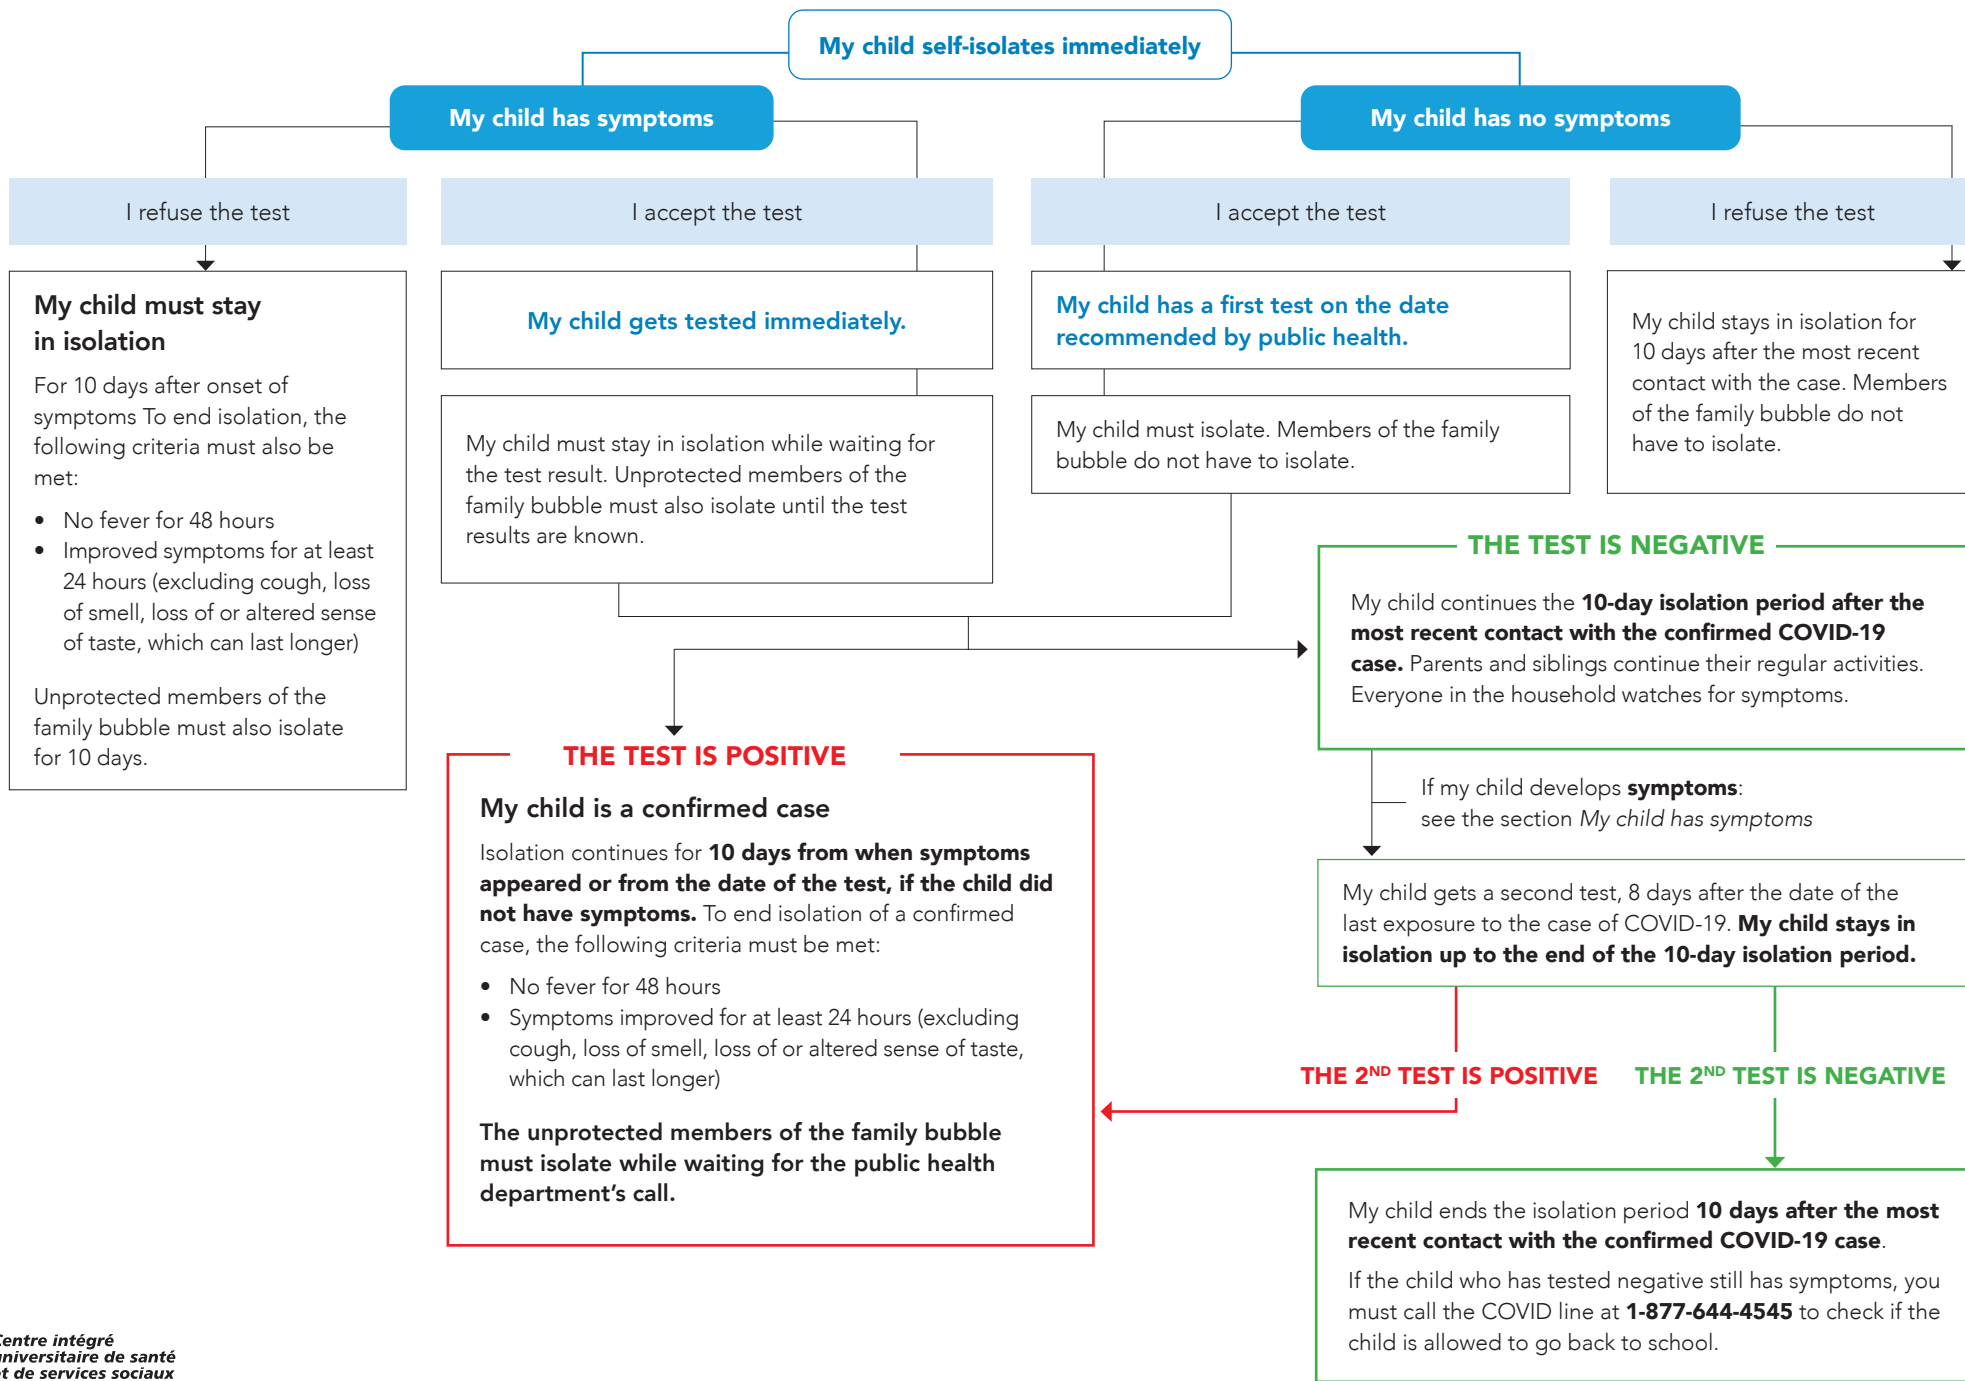 My child self-isolates immediately
My child has symptoms
My child has no symptoms
I refuse the test
I accept the test
I accept the test
I refuse the test
My child must stay
in isolation
For 10 days after onset of
symptoms To end isolation, the
following criteria must also be
met:
• No fever for 48 hours
• Improved symptoms for at least
24 hours (excluding cough, loss
of smell, loss of or altered sense
of taste, which can last longer)
Unprotected members of the
family bubble must also isolate
for 10 days.
My child gets tested immediately.
My child must stay in isolation while waiting for
the test result. Unprotected members of the
family bubble must also isolate until the test
results are known.
My child has a first test on the date
recommended by public health.
My child must isolate. Members of the family
bubble do not have to isolate.
My child stays in isolation for
10 days after the most recent
contact with the case. Members
of the family bubble do not
have to isolate.
THE TEST IS NEGATIVE
My child continues the 10-day isolation period after the
most recent contact with the confirmed COVID-19
case. Parents and siblings continue their regular activities.
Everyone in the household watches for symptoms.
THE TEST IS POSITIVE
My child is a confirmed case
Isolation continues for 10 days from when symptoms
appeared or from the date of the test, if the child did
not have symptoms. To end isolation of a confirmed
case, the following criteria must be met:
• No fever for 48 hours
• Symptoms improved for at least 24 hours (excluding
cough, loss of smell, loss of or altered sense of taste,
which can last longer)
The unprotected members of the family bubble
must isolate while waiting for the public health
department's call.
If my child develops symptoms:
see the section My child has symptoms
My child gets a second test, 8 days after the date of the
last exposure to the case of COVID-19. My child stays in
isolation up to the end of the 10-day isolation period.
THE 2ND TEST IS POSITIVE
THE 2ND TEST IS NEGATIVE
My child ends the isolation period 10 days after the most
recent contact with the confirmed COVID-19 case.
If the child who has tested negative still has symptoms, you
must call the COVID line at 1-877-644-4545 to check if the
child is allowed to go back to school.
Centre intégré
universitaire de santé
et de services sociaux